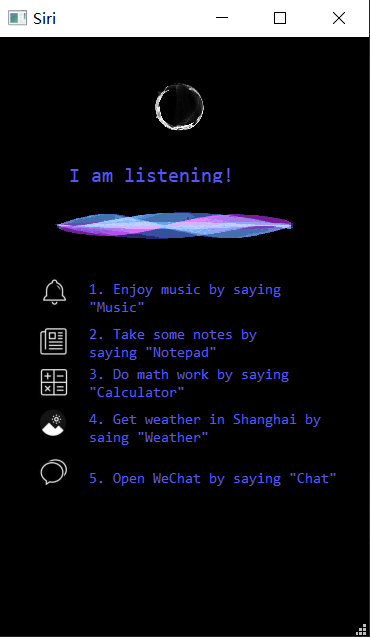 Siri
I am listening!
1. Enjoy music by saying
"Music"
2. Take some notes by
saying "Notepad"
3. Do math work by saying
"Calculator"
4. Get weather in Shanghai by
saing "Weather"
5. Open WeChat by saying "Chat"